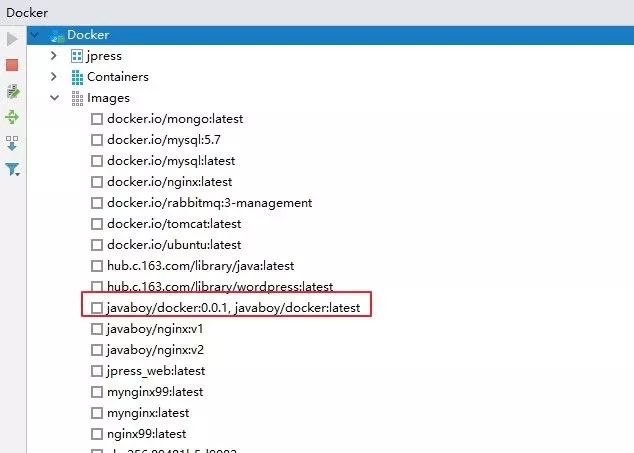 Docker
Docker
jpress
Containers
Images
docker.io/mongo:latest
docker.io/mysql:5.7
docker.io/mysql:latest
docker.io/nginx:latest
docker.io/rabbitmq:3-management
docker.io/tomcat:latest
docker.io/ubuntu:latest
hub.c.163.com/library/java:latest
hub.c.163.com/library/wordpress:latest
javaboy/docker:0.0.1, javaboy/docker:latest
javaboy/nginx:v1
javaboy/nginx:v2
jpress_web:latest
mynginx99:latest
mynginx:latest
nginx99:latest